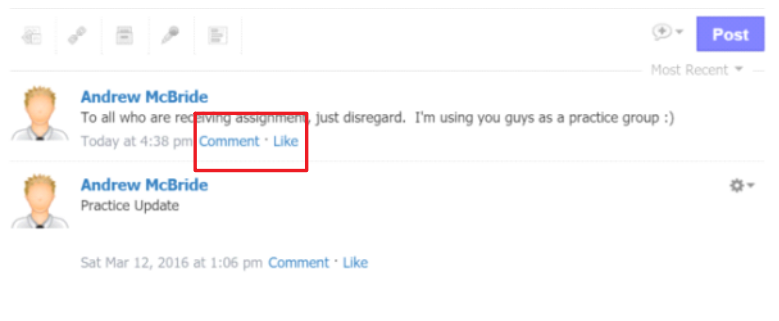 Post
Most Recent
Andrew McBride
To all who are receiving assignment, just disregard. I'm using you guys as a practice group :)
Today at 4:38 pm Comment · Like
Andrew McBride
Practice Update
Sat Mar 12, 2016 at 1:06 pm Comment · Like